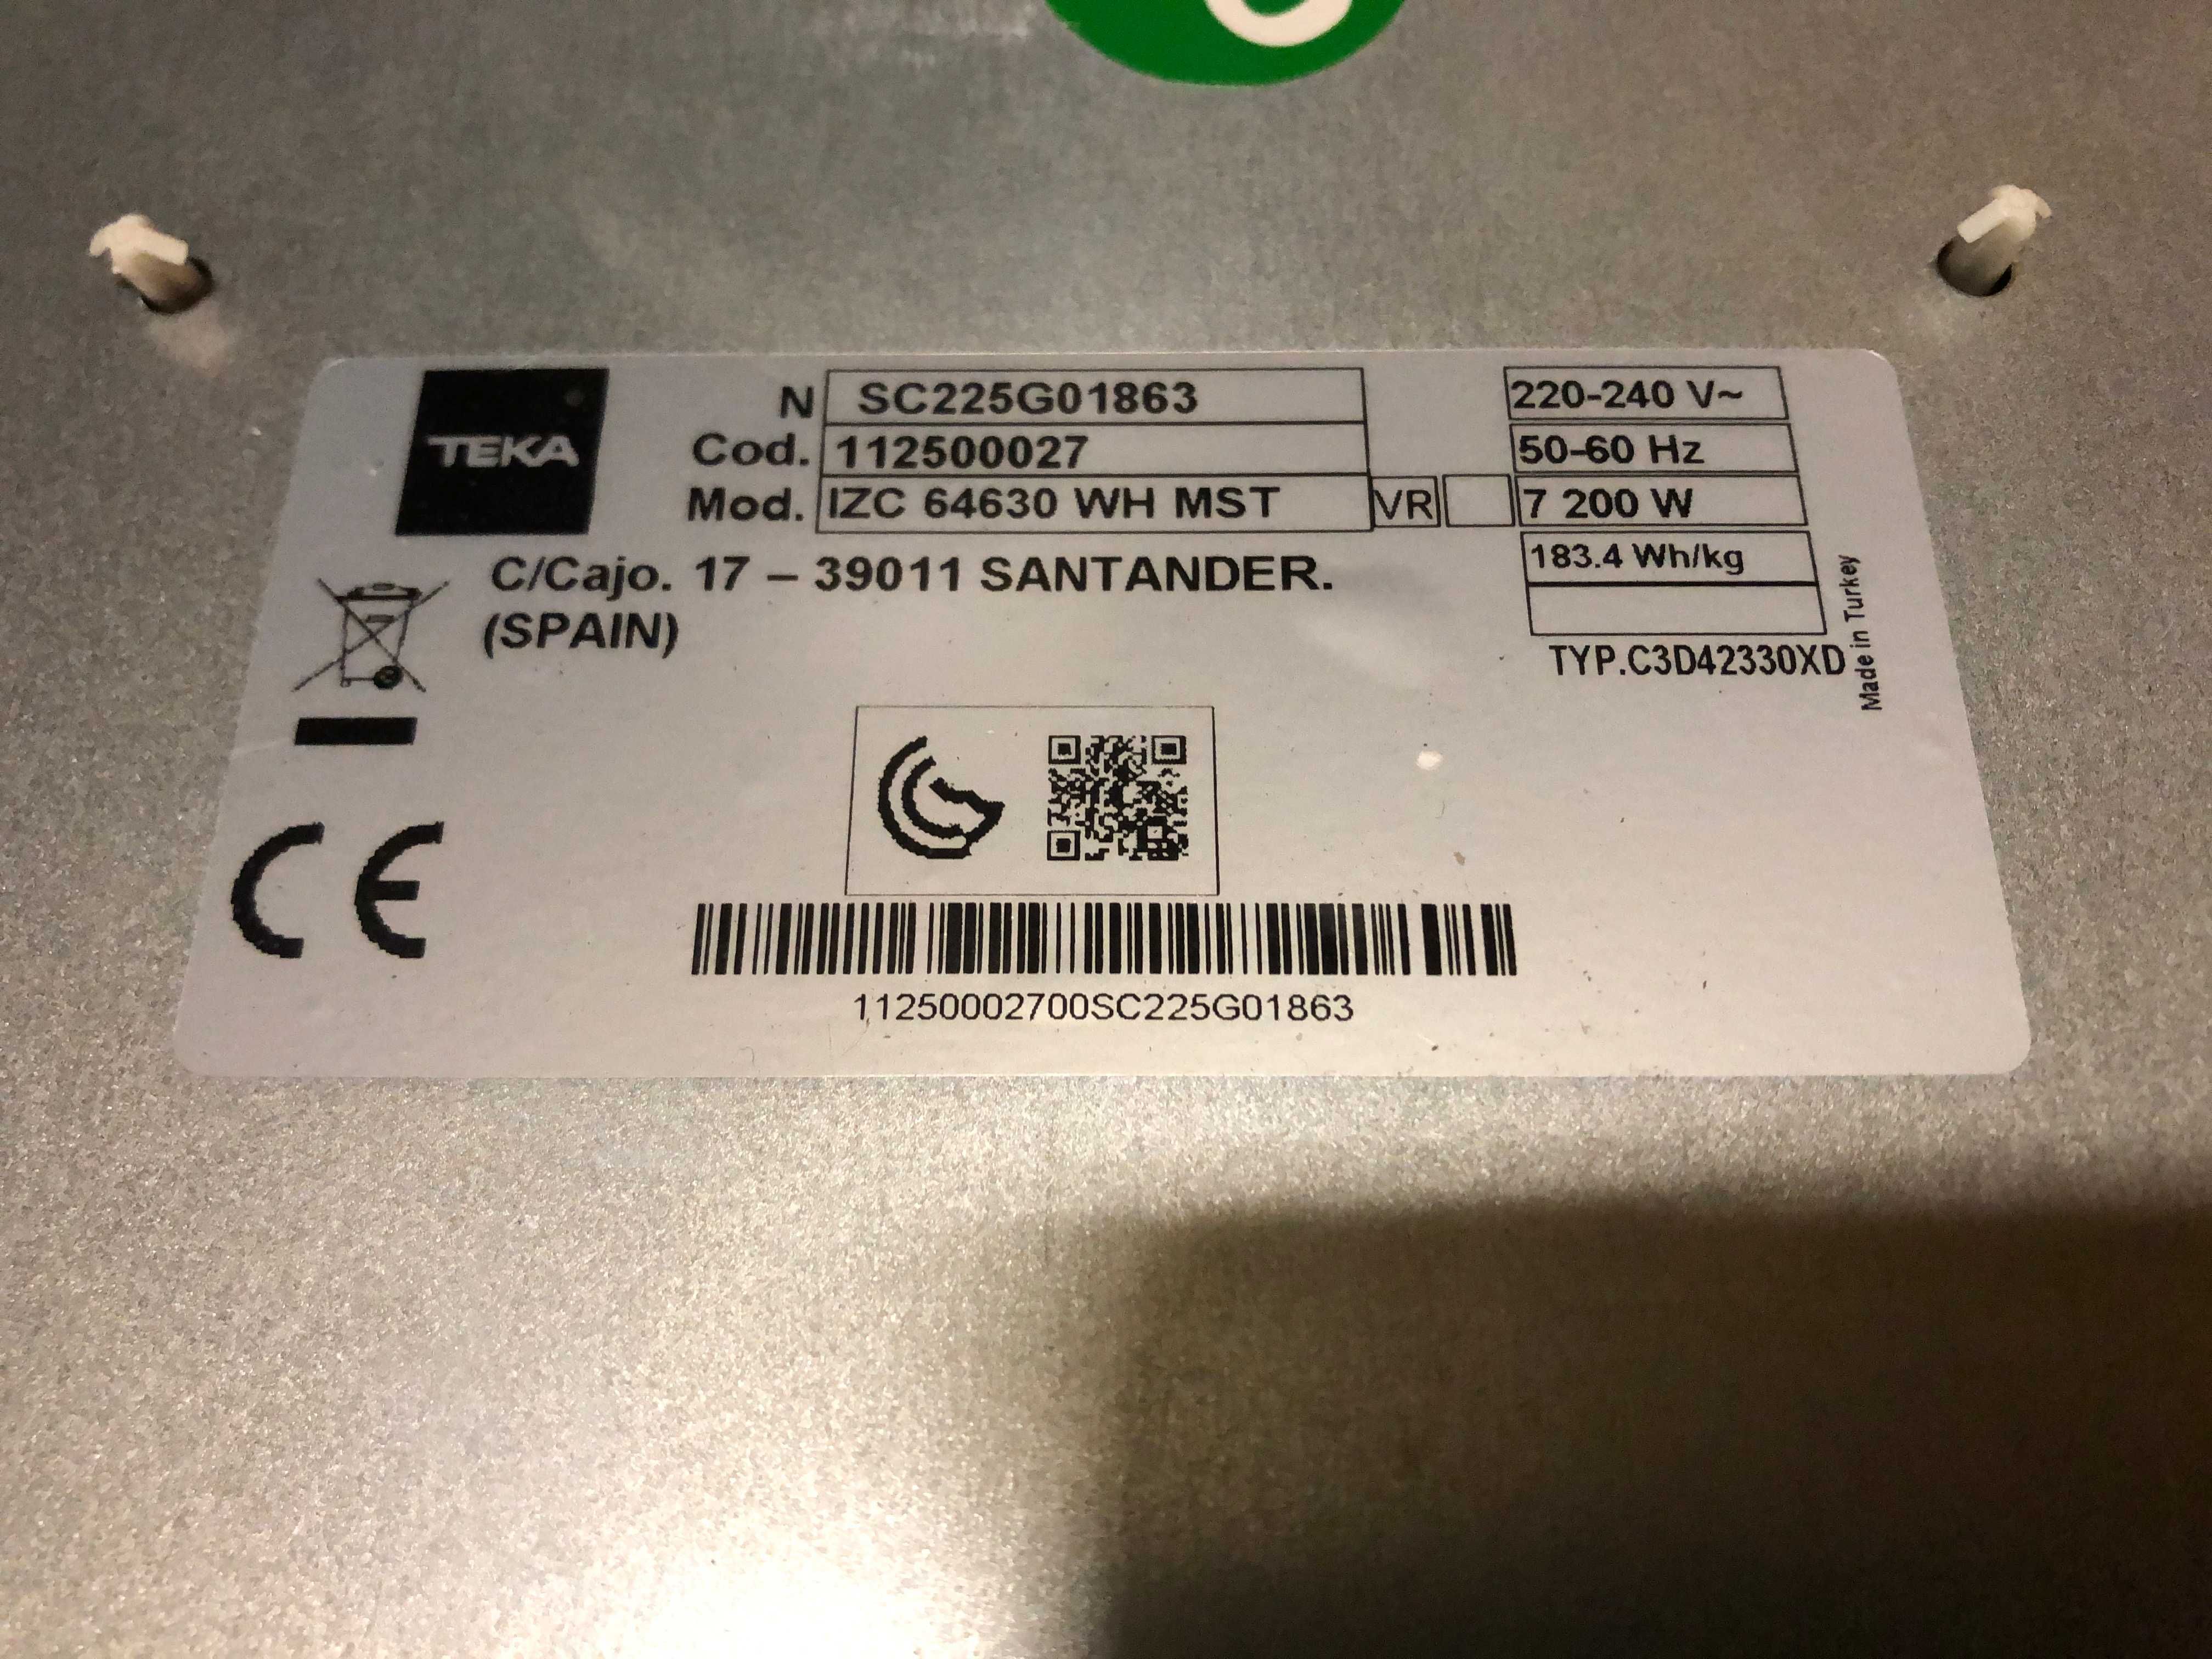 TEKA
N SC225G01863
Cod. 112500027
Mod. IZC 64630 WH MST VR
220-240 V~
50-60 Hz
7 200 W
183.4 Wh/kg
C/Cajo. 17 – 39011 SANTANDER.
(SPAIN)
TYP.C3D42330XD
Made in Turkey
CE
11250002700SC225G01863